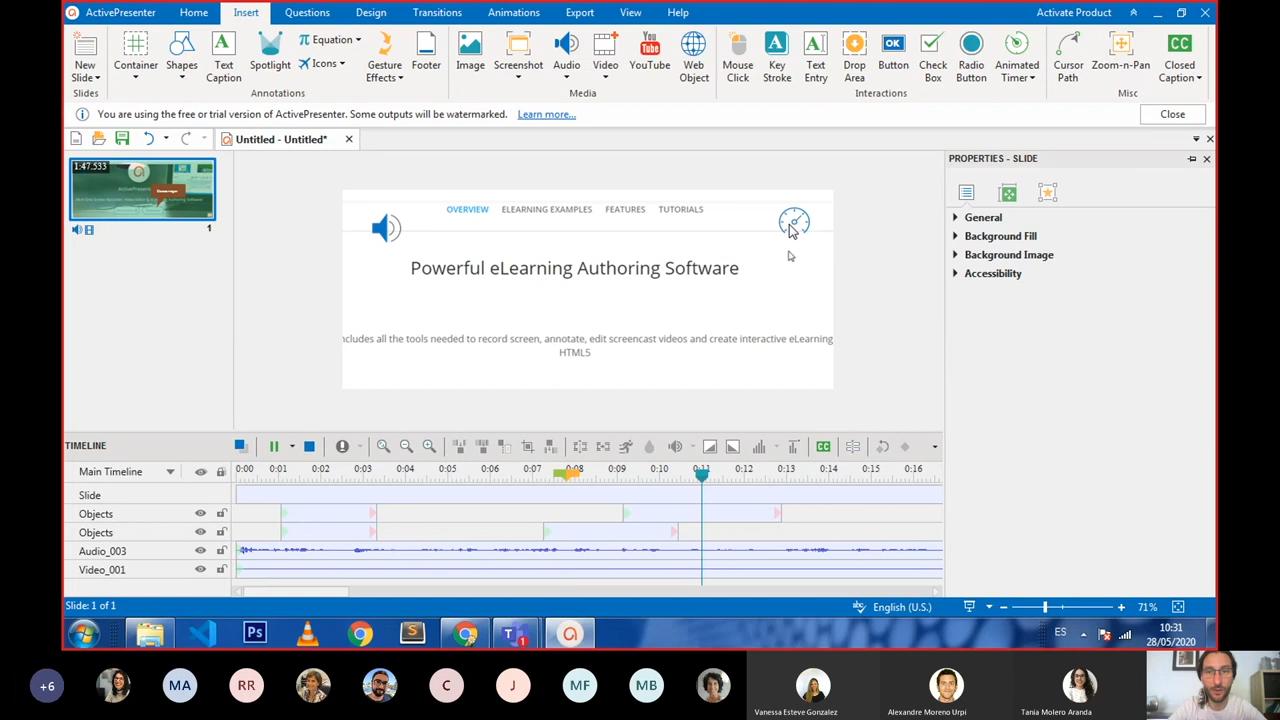 ActivePresenter Home Insert Questions Design Transitions Animations Export View Help Activate Product
New Slide Container Shapes Text Caption Spotlight Equation Icons Gesture Effects Footer Image Screenshot Audio Video YouTube Web Object Mouse Click Key Stroke Text Entry Drop Area Button Check Box Radio Button Animated Timer Cursor Path Zoom-n-Pan Closed Caption
Slides Annotations Media Interactions Misc
You are using the free or trial version of ActivePresenter. Some outputs will be watermarked. Learn more... Close
Untitled - Untitled*
PROPERTIES - SLIDE
1:47.533
1
General
Background Fill
Background Image
Accessibility
OVERVIEW ELEARNING EXAMPLES FEATURES TUTORIALS
Powerful eLearning Authoring Software
includes all the tools needed to record screen, annotate, edit screencast videos and create interactive eLearning
HTML5
TIMELINE
Main Timeline 0:00 0:01 0:02 0:03 0:04 0:05 0:06 0:07 0:08 0:09 0:10 0:11 0:12 0:13 0:14 0:15 0:16
Slide
Objects
Objects
Audio_003
Video_001
Slide: 1 of 1 English (U.S.) 71%
ES 10:31
28/05/2020
+6 MA RR C J MF MB
Vanessa Esteve Gonzalez Alexandre Moreno Urpi Tania Molero Aranda